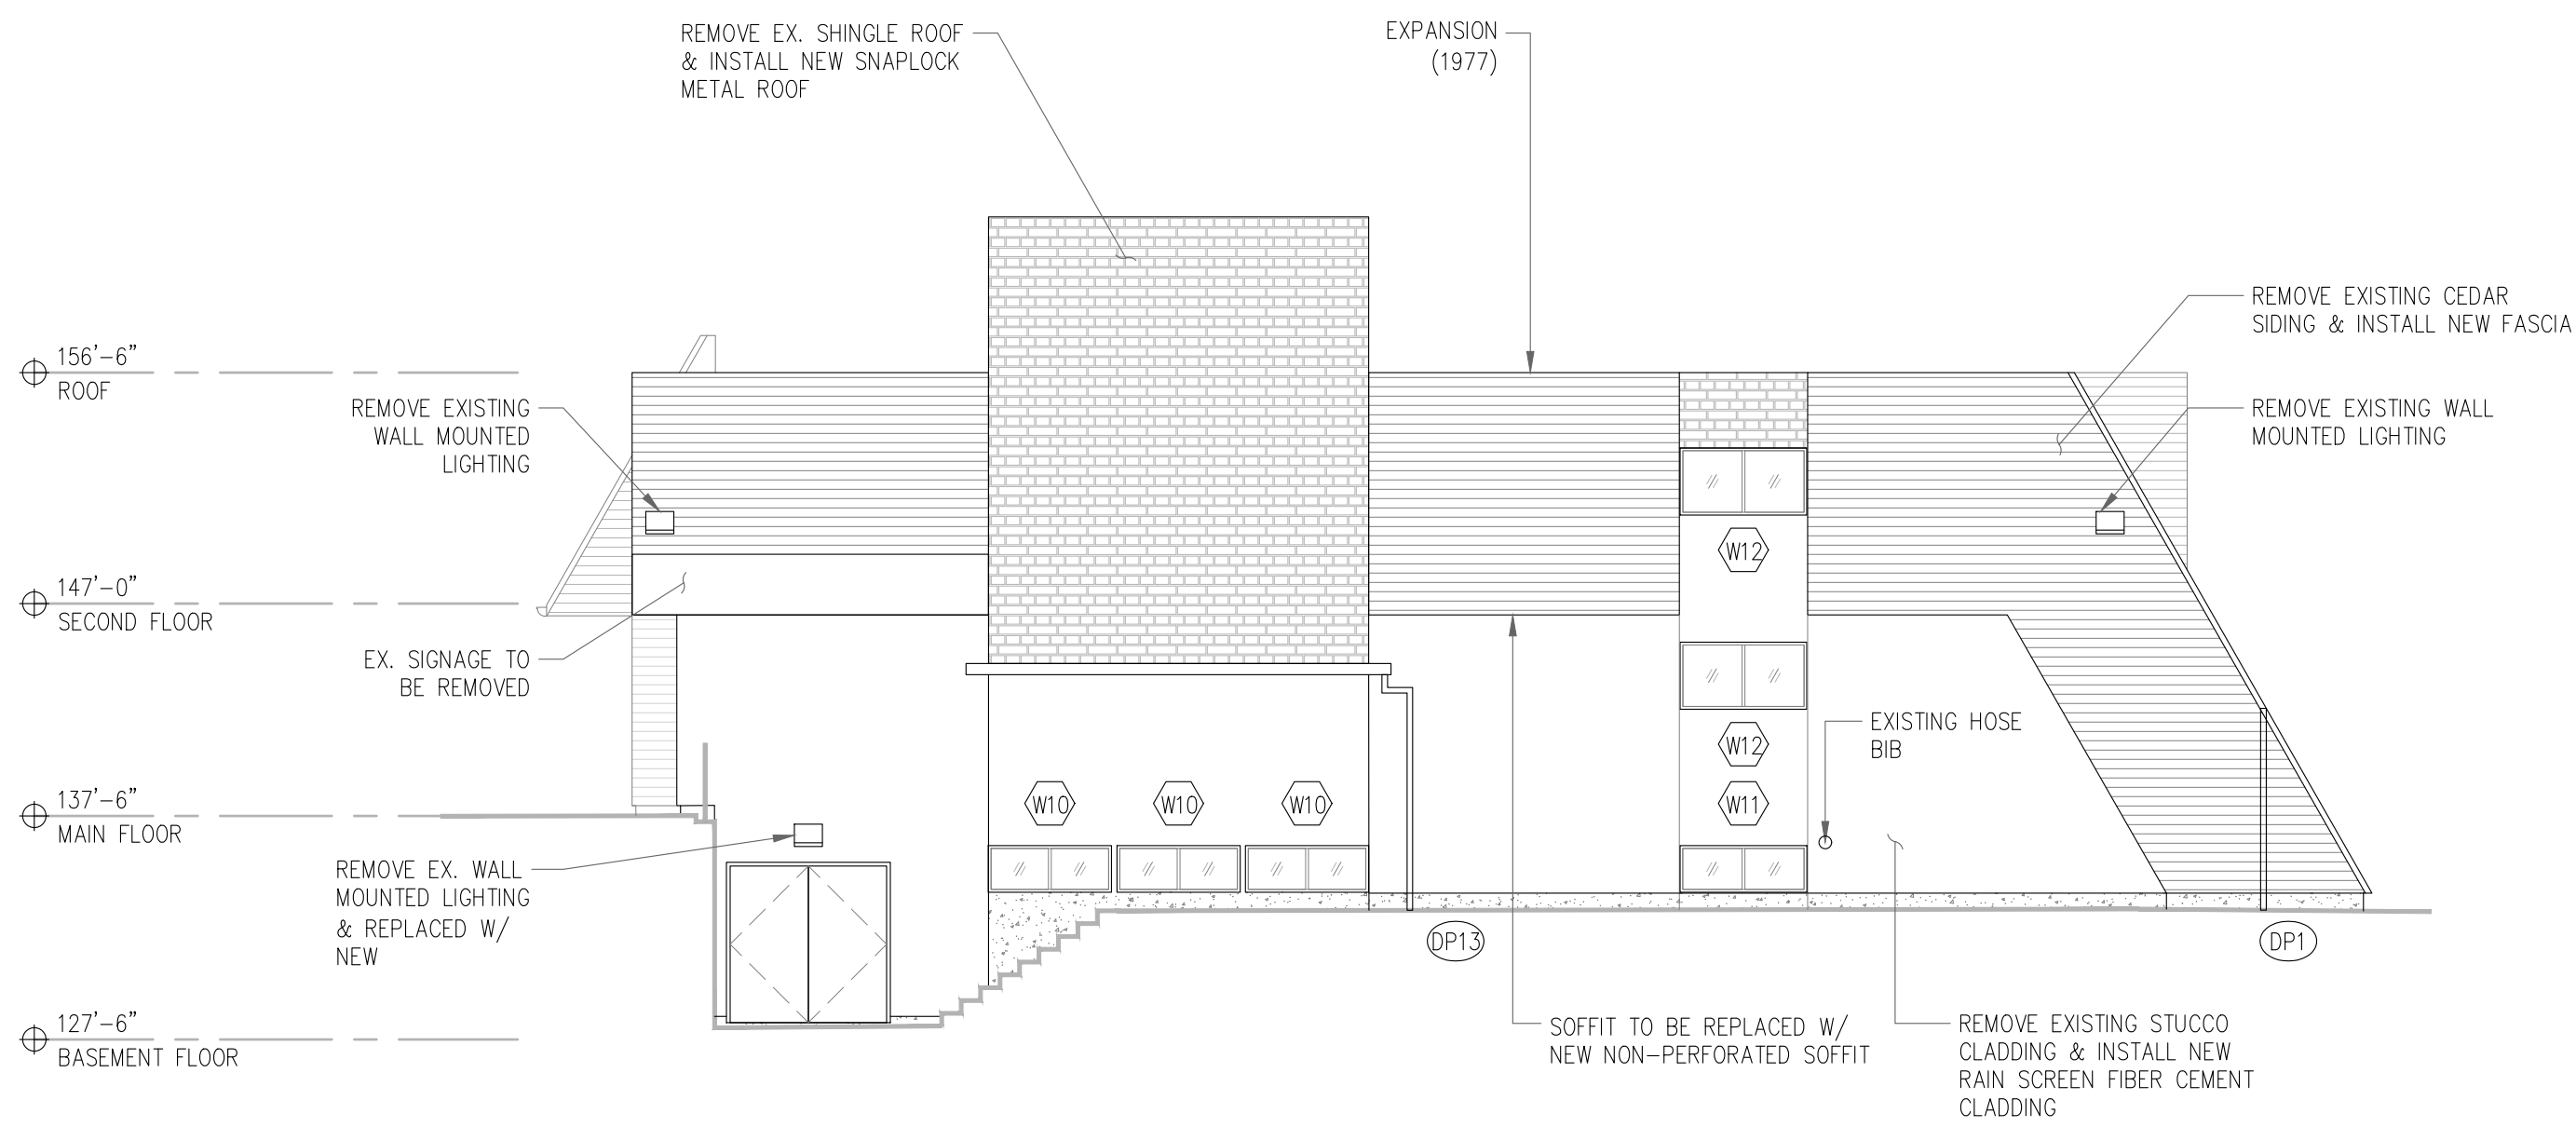 REMOVE EX. SHINGLE ROOF
& INSTALL NEW SNAPLOCK
METAL ROOF
EXPANSION
(1977)
REMOVE EXISTING CEDAR
SIDING & INSTALL NEW FASCIA
156'-6"
ROOF
REMOVE EXISTING
WALL MOUNTED
LIGHTING
REMOVE EXISTING WALL
MOUNTED LIGHTING
W12
147'-0"
SECOND FLOOR
EX. SIGNAGE TO
BE REMOVED
EXISTING HOSE
BIB
W12
137'-6"
MAIN FLOOR
W10
W10
W10
W11
REMOVE EX. WALL
MOUNTED LIGHTING
& REPLACED W/
NEW
DP13
DP1
127'-6"
BASEMENT FLOOR
SOFFIT TO BE REPLACED W/
NEW NON-PERFORATED SOFFIT
REMOVE EXISTING STUCCO
CLADDING & INSTALL NEW
RAIN SCREEN FIBER CEMENT
CLADDING